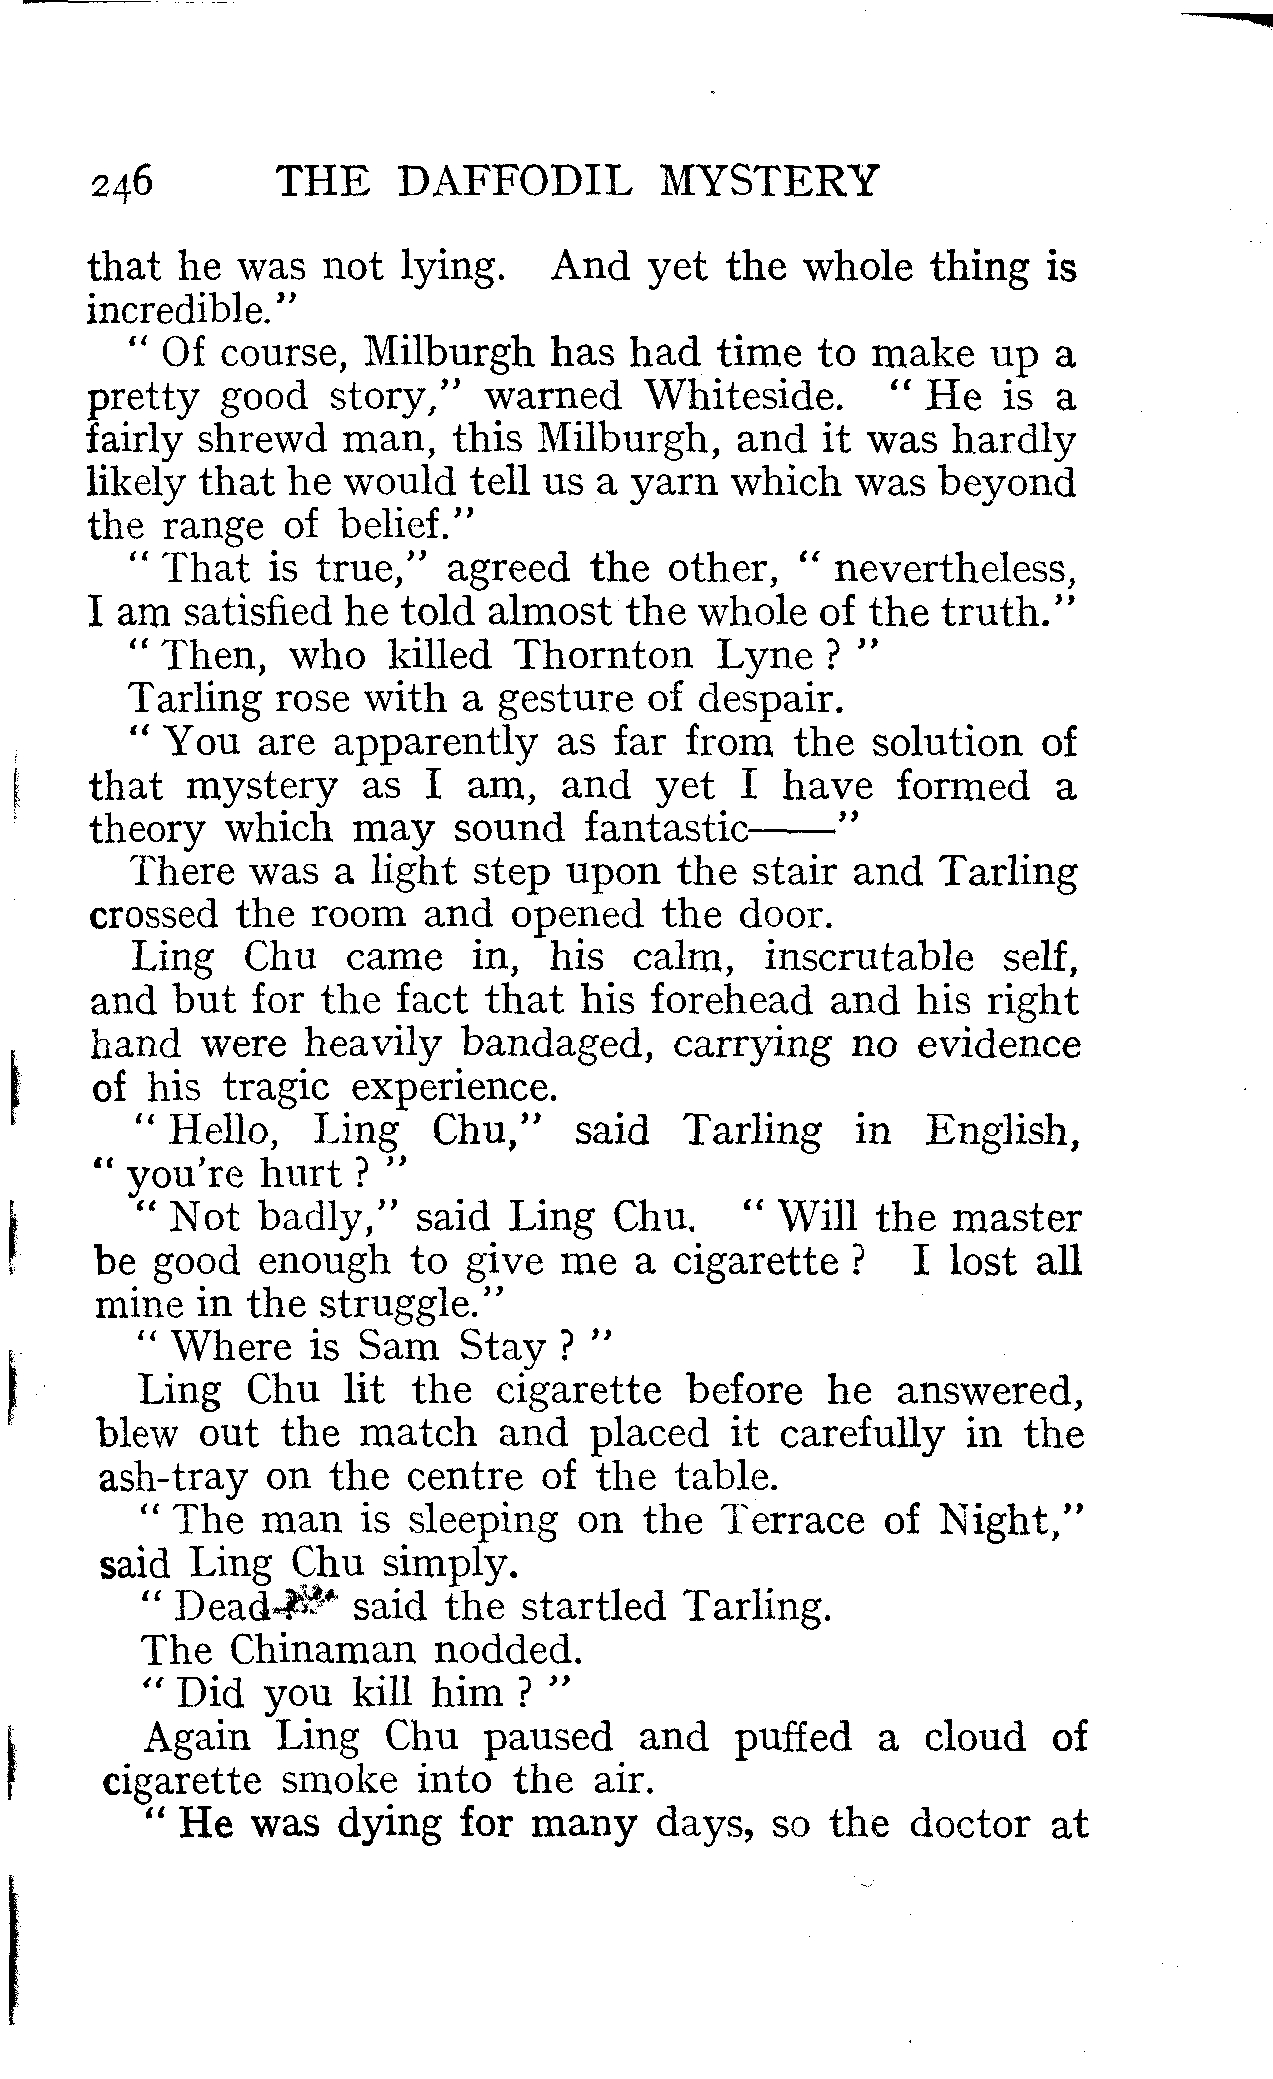 246 THE DAFFODIL MYSTERY
that he was not lying. And yet the whole thing is
incredible."
" Of course, Milburgh has had time to make up a
pretty good story," warned Whiteside. " He is a
fairly shrewd man, this Milburgh, and it was hardly
likely that he would tell us a yarn which was beyond
the range of belief."
" That is true," agreed the other, " nevertheless,
I am satisfied he told almost the whole of the truth."
" Then, who killed Thornton Lyne ? "
Tarling rose with a gesture of despair.
" You are apparently as far from the solution of
that mystery as I am, and yet I have formed a
theory which may sound fantastic——"
There was a light step upon the stair and Tarling
crossed the room and opened the door.
Ling Chu came in, his calm, inscrutable self,
and but for the fact that his forehead and his right
hand were heavily bandaged, carrying no evidence
of his tragic experience.
" Hello, Ling Chu," said Tarling in English,
" you're hurt ? "
" Not badly," said Ling Chu. " Will the master
be good enough to give me a cigarette ? I lost all
mine in the struggle."
" Where is Sam Stay ? "
Ling Chu lit the cigarette before he answered,
blew out the match and placed it carefully in the
ash-tray on the centre of the table.
" The man is sleeping on the Terrace of Night,"
said Ling Chu simply.
" Dead said the startled Tarling.
The Chinaman nodded.
" Did you kill him ? "
Again Ling Chu paused and puffed a cloud of
cigarette smoke into the air.
" He was dying for many days, so the doctor at